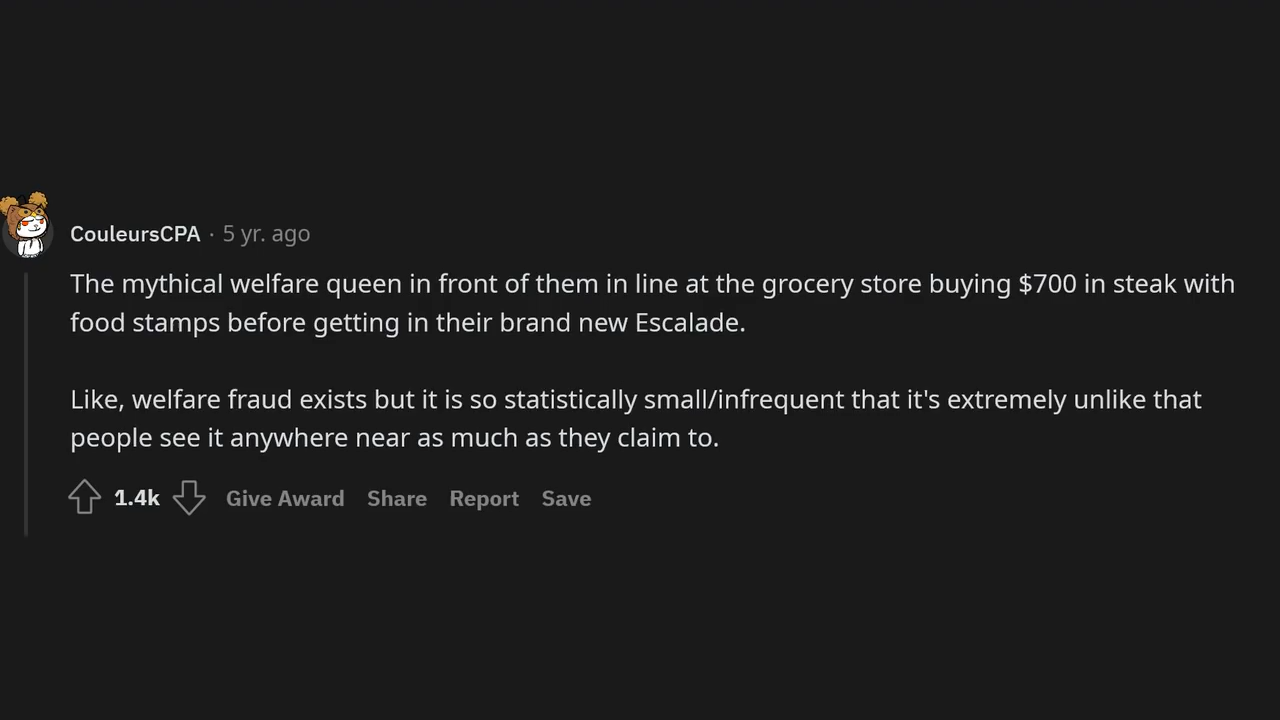 CouleursCPA · 5 yr. ago
The mythical welfare queen in front of them in line at the grocery store buying $700 in steak with
food stamps before getting in their brand new Escalade.
Like, welfare fraud exists but it is so statistically small/infrequent that it's extremely unlike that
people see it anywhere near as much as they claim to.
1.4k Give Award Share Report Save